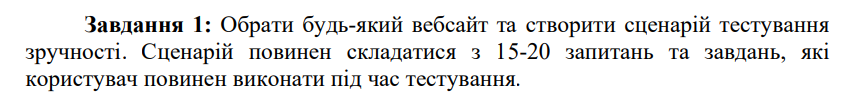 Завдання 1: Обрати будь-який вебсайт та створити сценарій тестування
зручності. Сценарій повинен складатися з 15-20 запитань та завдань, які
користувач повинен виконати під час тестування.